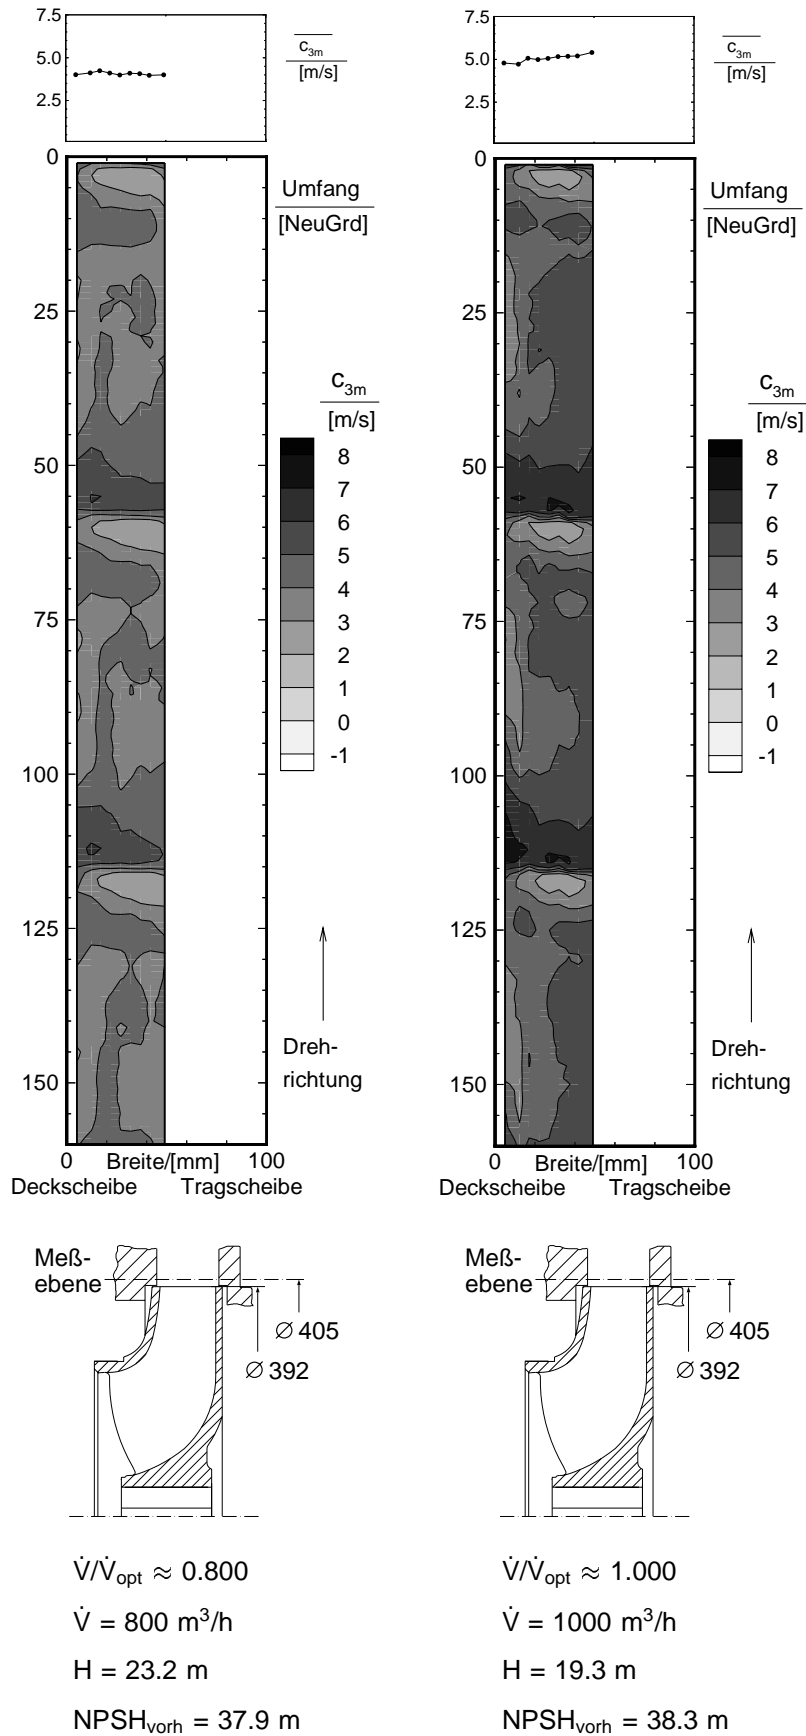 7.5
5.0
2.5
c3m
[m/s]
0
25
50
75
100
125
150
Umfang
[NeuGrd]
c3m
[m/s]
8
7
6
5
4
3
2
1
0
-1
Dreh-
richtung
0 Breite/[mm] 100
Deckscheibe Tragscheibe
Meß-
ebene
∅ 405
∅ 392
V̇/V̇opt ≈ 0.800
V̇ = 800 m³/h
H = 23.2 m
NPSHvorh = 37.9 m
7.5
5.0
2.5
c3m
[m/s]
0
25
50
75
100
125
150
Umfang
[NeuGrd]
c3m
[m/s]
8
7
6
5
4
3
2
1
0
-1
Dreh-
richtung
0 Breite/[mm] 100
Deckscheibe Tragscheibe
Meß-
ebene
∅ 405
∅ 392
V̇/V̇opt ≈ 1.000
V̇ = 1000 m³/h
H = 19.3 m
NPSHvorh = 38.3 m